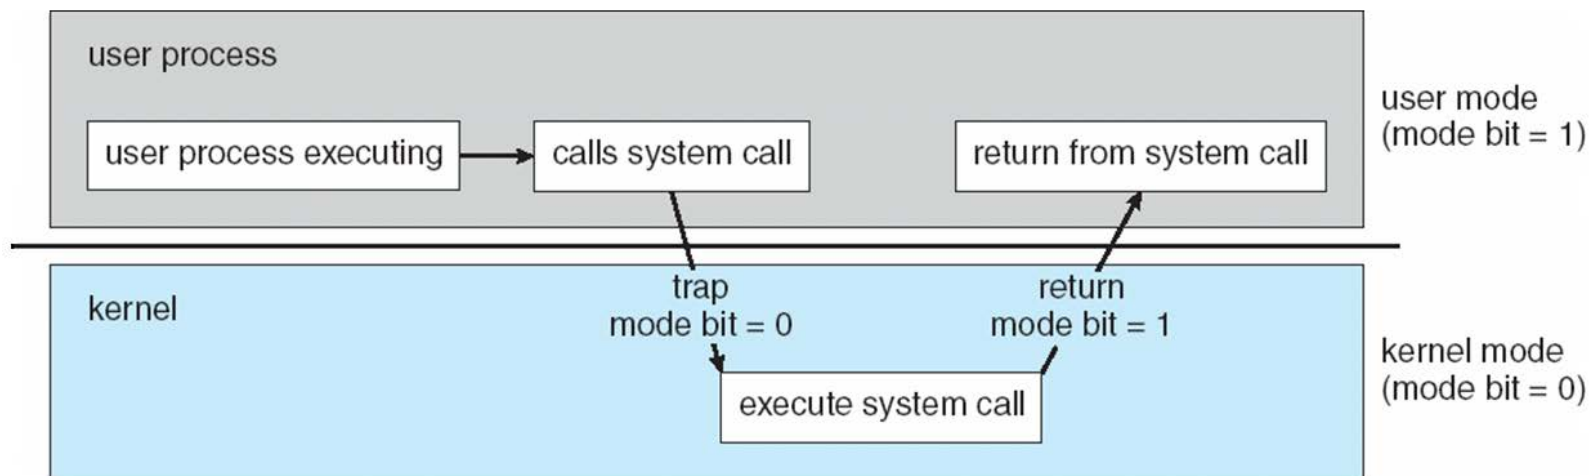 user process
user process executing
calls system call
return from system call
user mode
(mode bit = 1)
kernel
trap
mode bit = 0
return
mode bit = 1
execute system call
kernel mode
(mode bit = 0)